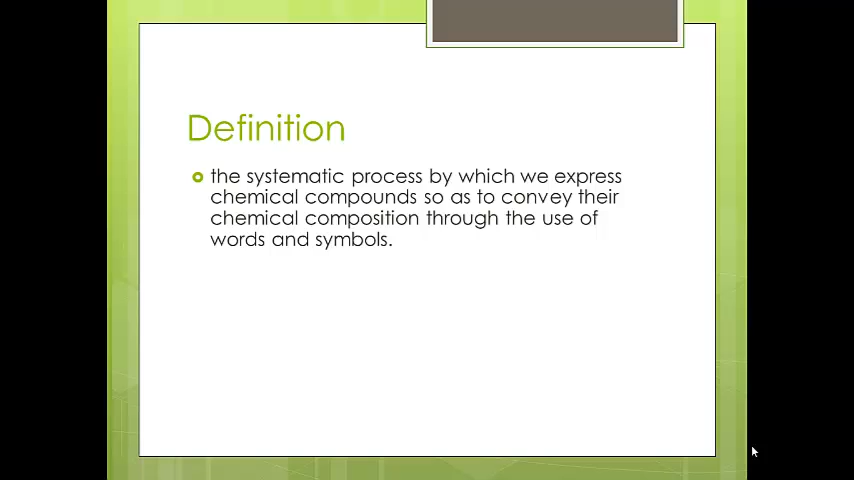 Definition
the systematic process by which we express
chemical compounds so as to convey their
chemical composition through the use of
words and symbols.